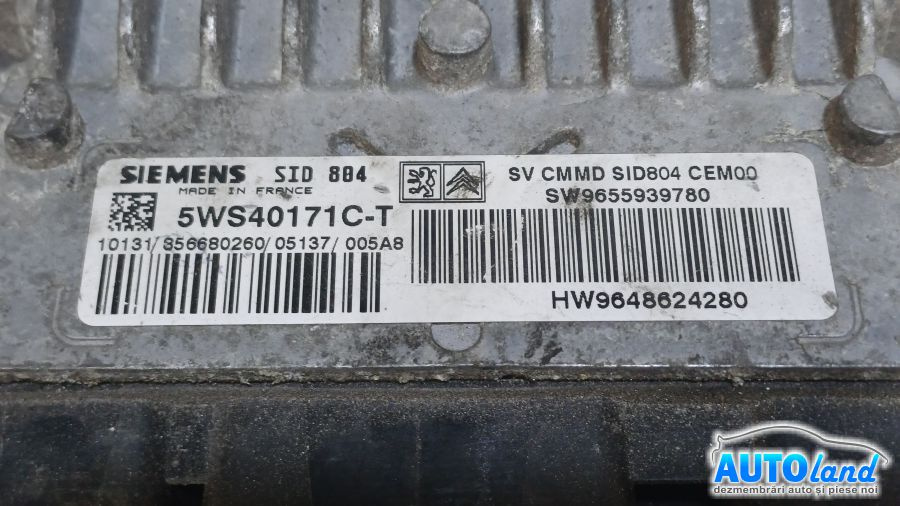 SIEMENS SID 804
MADE IN FRANCE
5WS40171C-T
10131/856680260/05137/005A8
SV CMMD SID804 CEM00
SW9655939780
HW9648624280
AUTOland
dezmembrări auto și piese noi